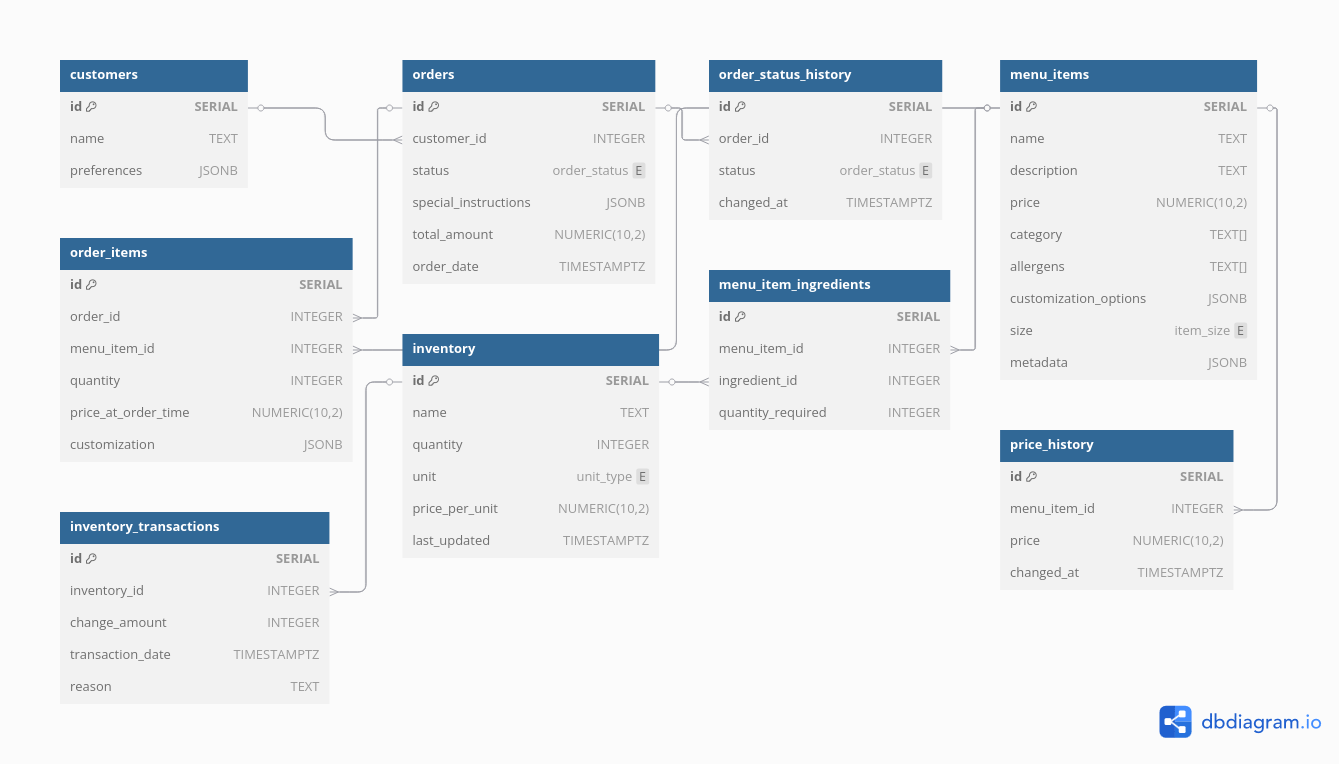 customers
id SERIAL
name TEXT
preferences JSONB
orders
id SERIAL
customer_id INTEGER
status order_status E
special_instructions JSONB
total_amount NUMERIC(10,2)
order_date TIMESTAMPTZ
order_status_history
id SERIAL
order_id INTEGER
status order_status E
changed_at TIMESTAMPTZ
menu_items
id SERIAL
name TEXT
description TEXT
price NUMERIC(10,2)
category TEXT[]
allergens TEXT[]
customization_options JSONB
size item_size E
metadata JSONB
order_items
id SERIAL
order_id INTEGER
menu_item_id INTEGER
quantity INTEGER
price_at_order_time NUMERIC(10,2)
customization JSONB
inventory
id SERIAL
name TEXT
quantity INTEGER
unit unit_type E
price_per_unit NUMERIC(10,2)
last_updated TIMESTAMPTZ
menu_item_ingredients
id SERIAL
menu_item_id INTEGER
ingredient_id INTEGER
quantity_required INTEGER
price_history
id SERIAL
menu_item_id INTEGER
price NUMERIC(10,2)
changed_at TIMESTAMPTZ
inventory_transactions
id SERIAL
inventory_id INTEGER
change_amount INTEGER
transaction_date TIMESTAMPTZ
reason TEXT
dbdiagram.io